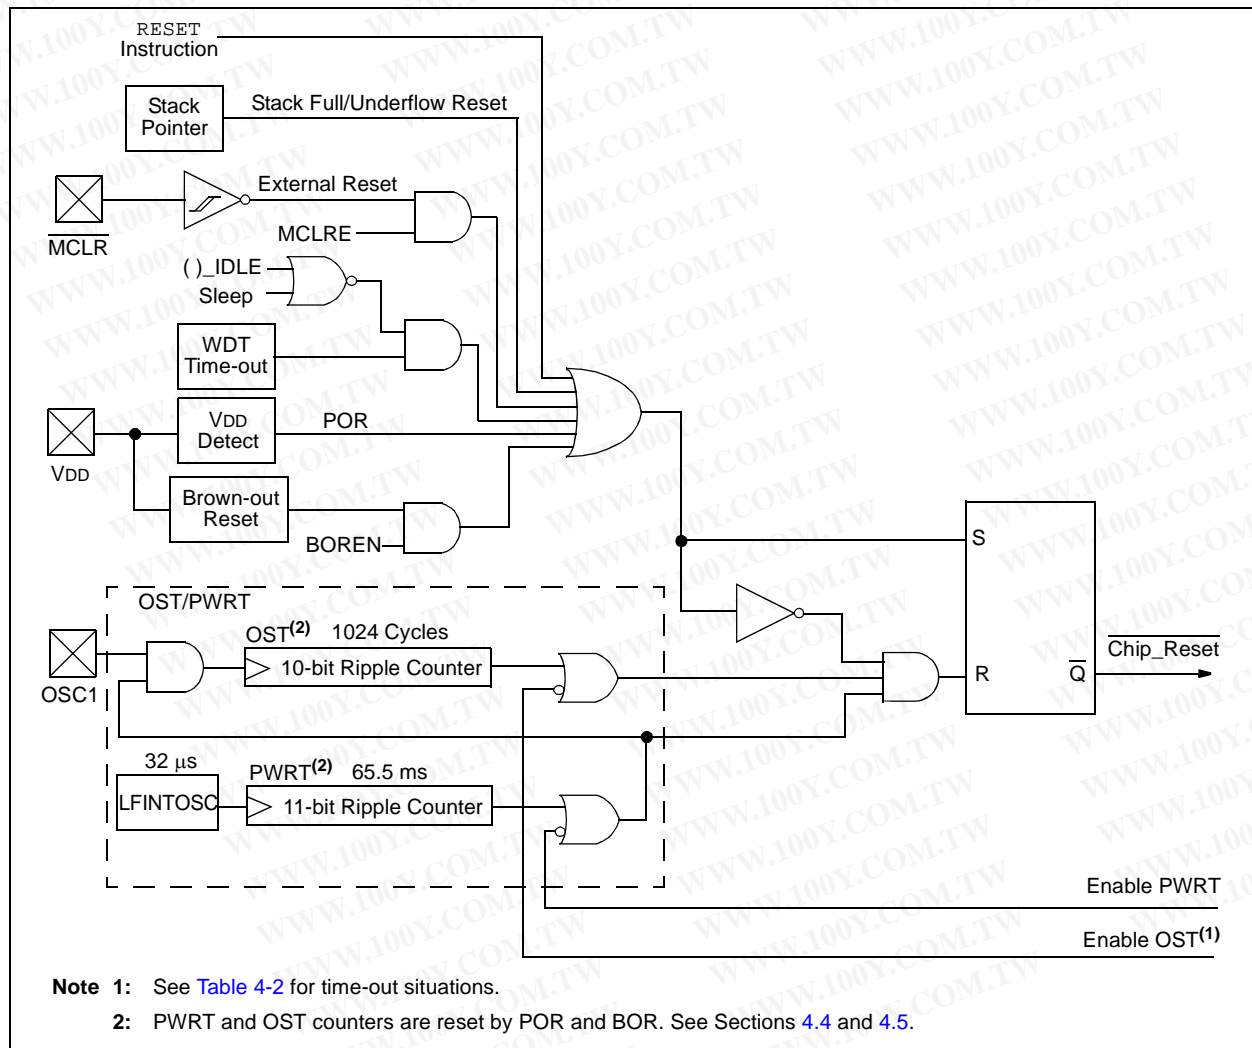 RESET
Instruction
Stack
Pointer
Stack Full/Underflow Reset
External Reset
MCLR
MCLRE
( )_IDLE
Sleep
WDT
Time-out
VDD
Detect
POR
VDD
Brown-out
Reset
BOREN
S
R
Q
Chip_Reset
OST/PWRT
OST(2) 1024 Cycles
10-bit Ripple Counter
OSC1
32 μs
LFINTOSC
PWRT(2) 65.5 ms
11-bit Ripple Counter
Enable PWRT
Enable OST(1)
Note 1: See Table 4-2 for time-out situations.
2: PWRT and OST counters are reset by POR and BOR. See Sections 4.4 and 4.5.
WWW.100Y.COM.TW